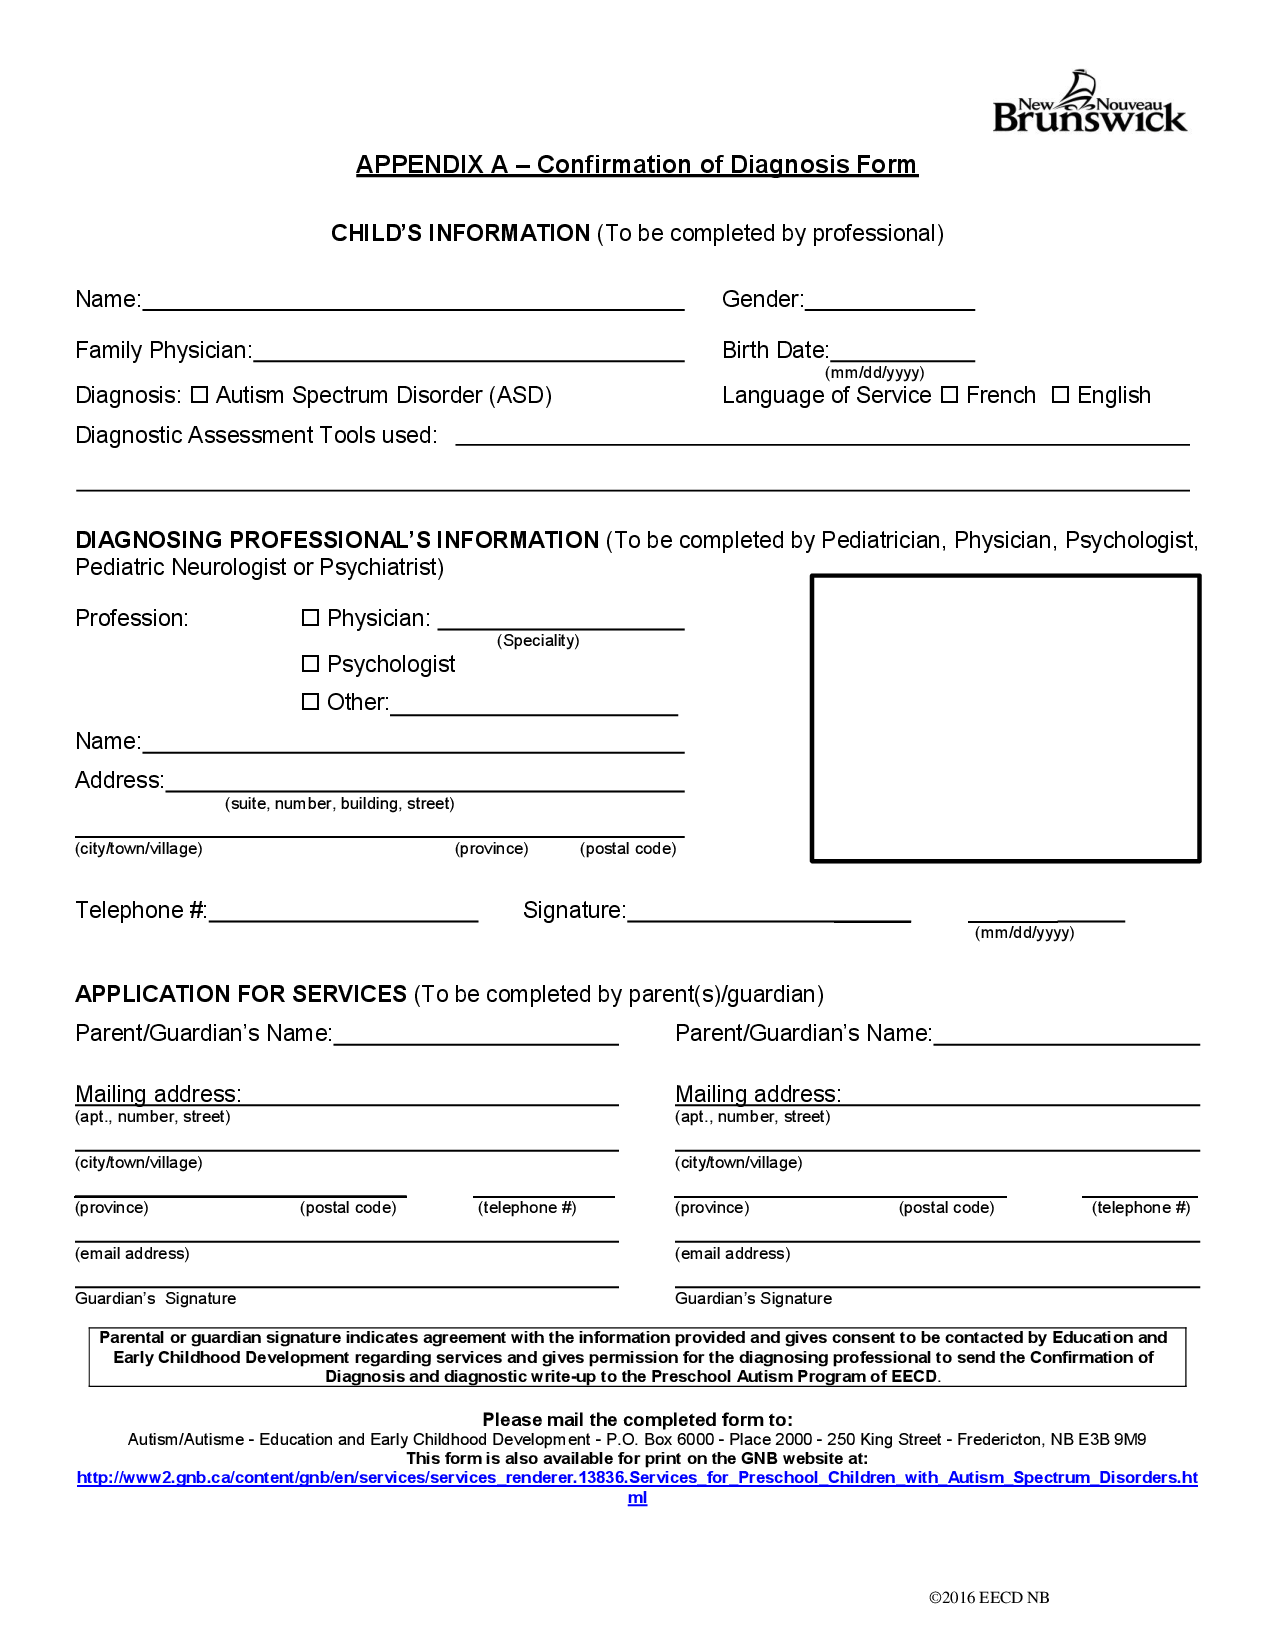 New Nouveau
Brunswick
APPENDIX A – Confirmation of Diagnosis Form
CHILD'S INFORMATION (To be completed by professional)
Name: Gender:
Family Physician: Birth Date:
(mm/dd/yyyy)
Diagnosis: ☐ Autism Spectrum Disorder (ASD) Language of Service ☐ French ☐ English
Diagnostic Assessment Tools used:
DIAGNOSING PROFESSIONAL'S INFORMATION (To be completed by Pediatrician, Physician, Psychologist,
Pediatric Neurologist or Psychiatrist)
Profession: ☐ Physician:
(Speciality)
☐ Psychologist
☐ Other:
Name:
Address:
(suite, number, building, street)
(city/town/village) (province) (postal code)
Telephone #: Signature:
(mm/dd/yyyy)
APPLICATION FOR SERVICES (To be completed by parent(s)/guardian)
Parent/Guardian's Name: Parent/Guardian's Name:
Mailing address: Mailing address:
(apt., number, street) (apt., number, street)
(city/town/village) (city/town/village)
(province) (postal code) (telephone #) (province) (postal code) (telephone #)
(email address) (email address)
Guardian's Signature Guardian's Signature
Parental or guardian signature indicates agreement with the information provided and gives consent to be contacted by Education and
Early Childhood Development regarding services and gives permission for the diagnosing professional to send the Confirmation of
Diagnosis and diagnostic write-up to the Preschool Autism Program of EECD.
Please mail the completed form to:
Autism/Autisme - Education and Early Childhood Development - P.O. Box 6000 - Place 2000 - 250 King Street - Fredericton, NB E3B 9M9
This form is also available for print on the GNB website at:
http://www2.gnb.ca/content/gnb/en/services/services_renderer.13836.Services_for_Preschool_Children_with_Autism_Spectrum_Disorders.ht
ml
©2016 EECD NB